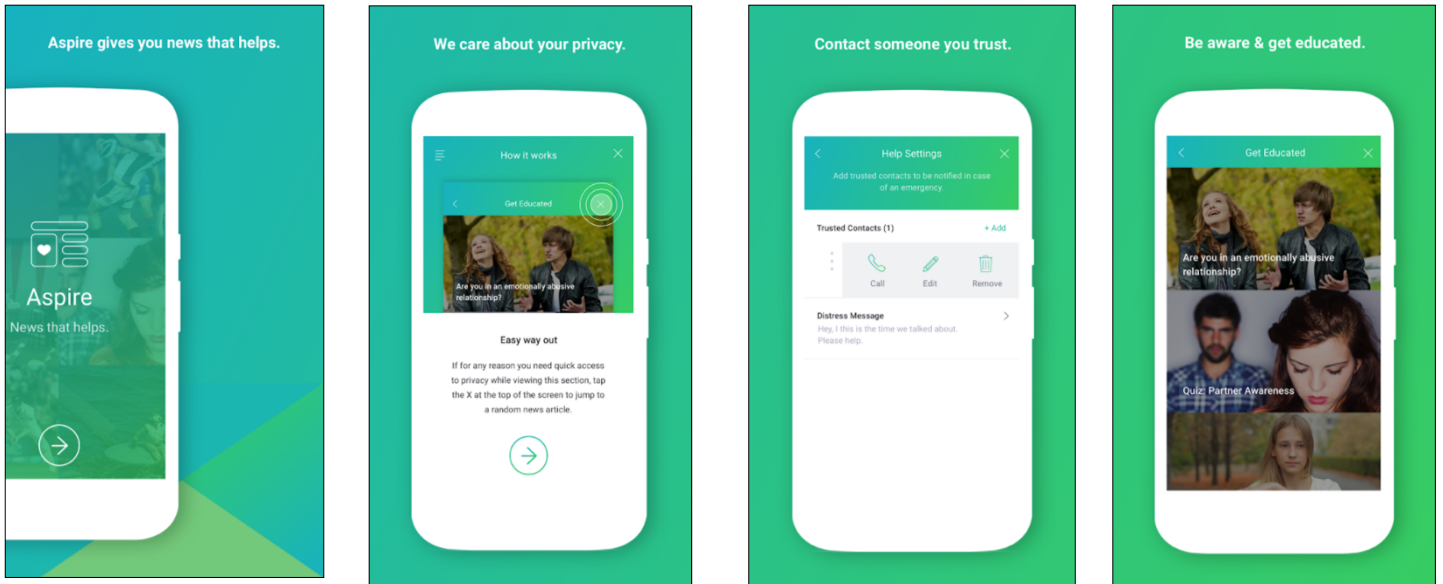 Aspire gives you news that helps.
Aspire
News that helps.
We care about your privacy.
How it works
Get Educated
Are you in an emotionally abusive
relationship?
Easy way out
If for any reason you need quick access
to privacy while viewing this section, tap
the X at the top of the screen to jump to
a random news article.
Contact someone you trust.
Help Settings
Add trusted contacts to be notified in case
of an emergency.
Trusted Contacts (1)
+ Add
Call
Edit
Remove
Distress Message
Hey, I this is the time we talked about.
Please help.
Be aware & get educated.
Get Educated
Are you in an emotionally abusive
relationship?
Quiz: Partner Awareness